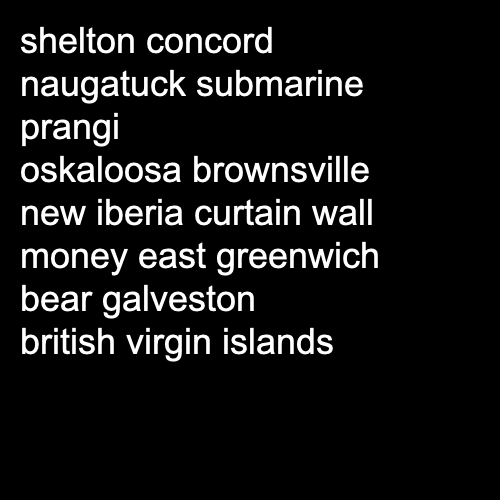 shelton concord
naugatuck submarine
prangi
oskaloosa brownsville
new iberia curtain wall
money east greenwich
bear galveston
british virgin islands